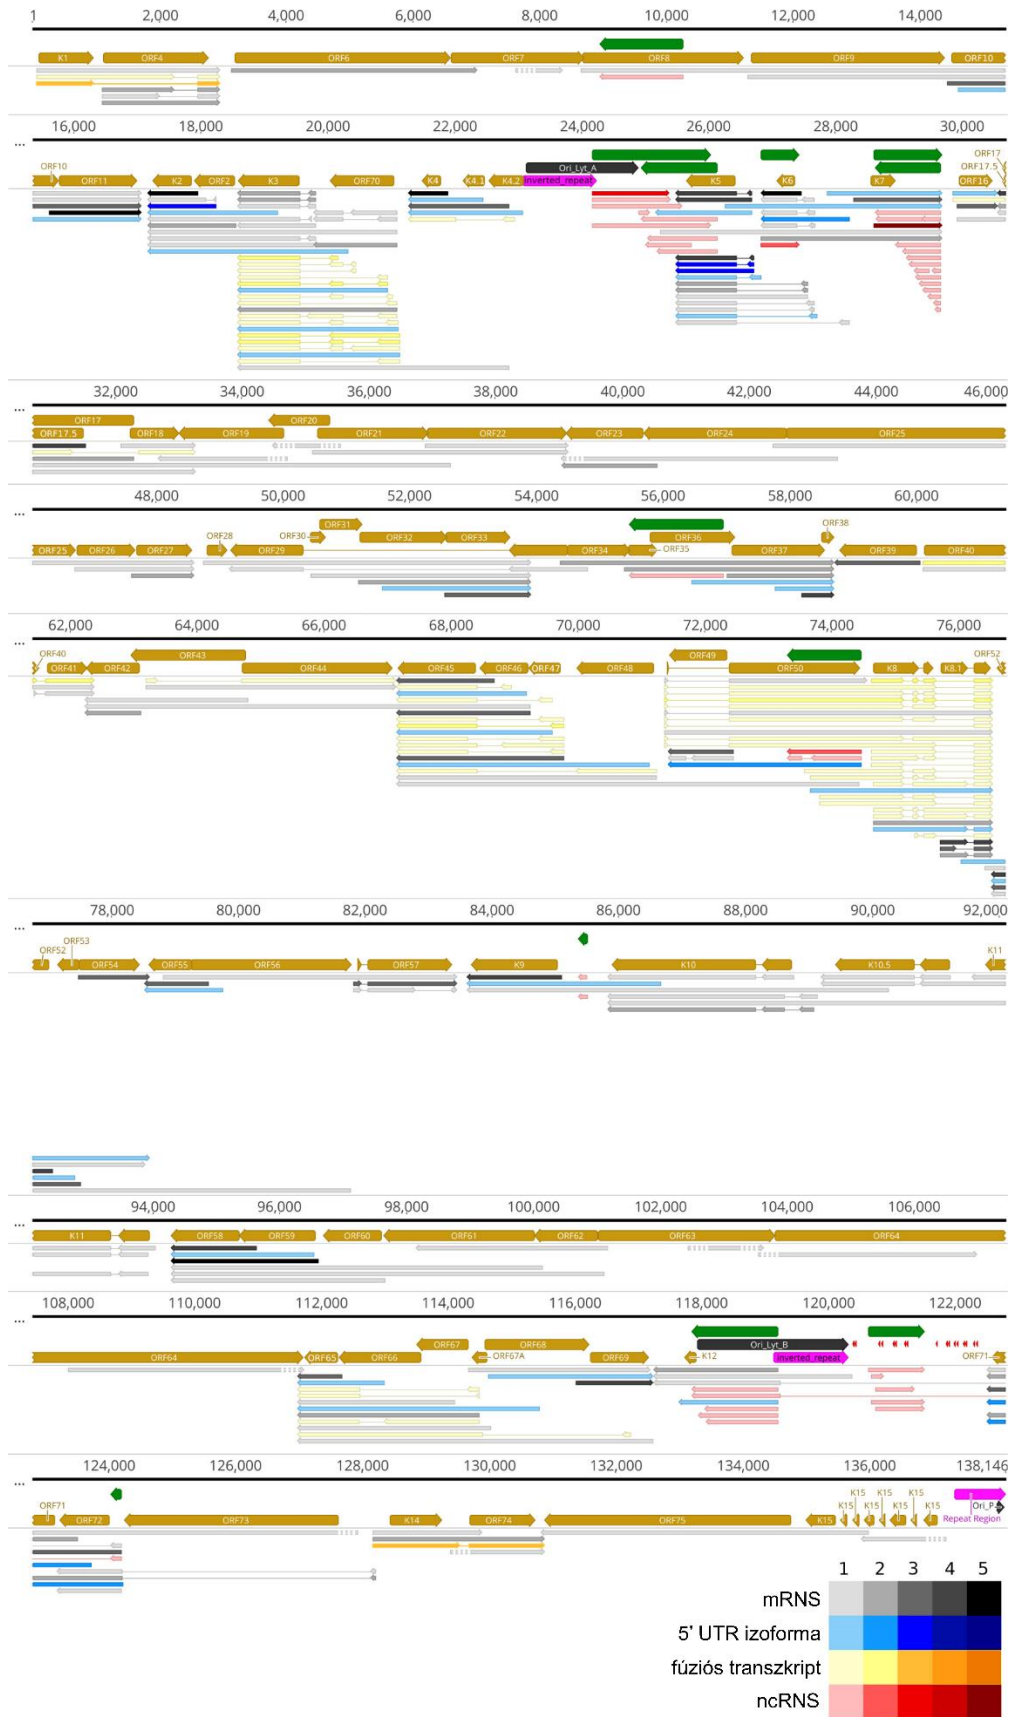 1 2,000 4,000 6,000 8,000 10,000 12,000 14,000
K1 ORF4 ORF6 ORF7 ORF8 ORF9 ORF10
... 16,000 18,000 20,000 22,000 24,000 26,000 28,000 30,000
ORF10 Ori_Lyt_A ORF17 ORF17.5
ORF11 K2 ORF2 K3 ORF70 K4 K4.1 K4.2 inverted_repeat K5 K6 K7 ORF16
... 32,000 34,000 36,000 38,000 40,000 42,000 44,000 46,000
ORF17 ORF20
ORF17.5 ORF18 ORF19 ORF21 ORF22 ORF23 ORF24 ORF25
... 48,000 50,000 52,000 54,000 56,000 58,000 60,000
ORF31 ORF38
ORF28 ORF30 ORF32 ORF33 ORF36
ORF25 ORF26 ORF27 ORF29 ORF34 ORF35 ORF37 ORF39 ORF40
... 62,000 64,000 66,000 68,000 70,000 72,000 74,000 76,000
ORF40 ORF43 ORF49 ORF52
ORF41 ORF42 ORF44 ORF45 ORF46 ORF47 ORF48 ORF50 K8 K8.1
... 78,000 80,000 82,000 84,000 86,000 88,000 90,000 92,000
ORF52 ORF53 K11
ORF54 ORF55 ORF56 ORF57 K9 K10 K10.5
... 94,000 96,000 98,000 100,000 102,000 104,000 106,000
K11 ORF58 ORF59 ORF60 ORF61 ORF62 ORF63 ORF64
... 108,000 110,000 112,000 114,000 116,000 118,000 120,000 122,000
ORF67 ORF68 Ori_Lyt_B
ORF64 ORF65 ORF66 ORF67A ORF69 K12 inverted_repeat ORF71
... 124,000 126,000 128,000 130,000 132,000 134,000 136,000 138,146
K15 K15 K15
ORF71 K15 K15 K15 Ori_P
ORF72 ORF73 K14 ORF74 ORF75 K15 Repeat Region
1 2 3 4 5
mRNS
5' UTR izoforma
fúziós transzkript
ncRNS